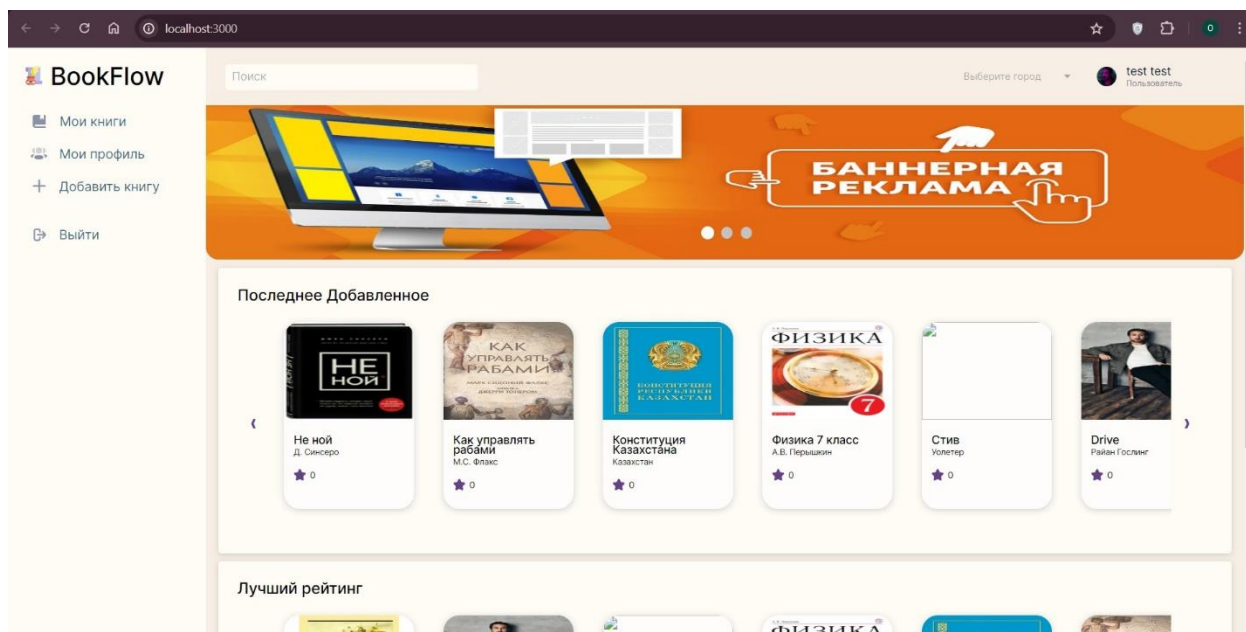 localhost:3000
BookFlow
Поиск
Выберите город
test test
Пользователь
Мои книги
Мои профиль
Добавить книгу
Выйти
БАННЕРНАЯ
РЕКЛАМА
Последнее Добавленное
НЕ
НОЙ
КАК
УПРАВЛЯТЬ
РАБАМИ
КОНСТИТУЦИЯ
РЕСПУБЛИКИ
КАЗАХСТАН
ФИЗИКА
7
Не ной
Д. Синсеро
0
Как управлять
рабами
М.С. Флакс
0
Конституция
Казахстана
Казахстан
0
Физика 7 класс
А.В. Перышкин
0
Стив
Уолетер
0
Drive
Райан Гослинг
0
Лучший рейтинг
ФИЗИКА